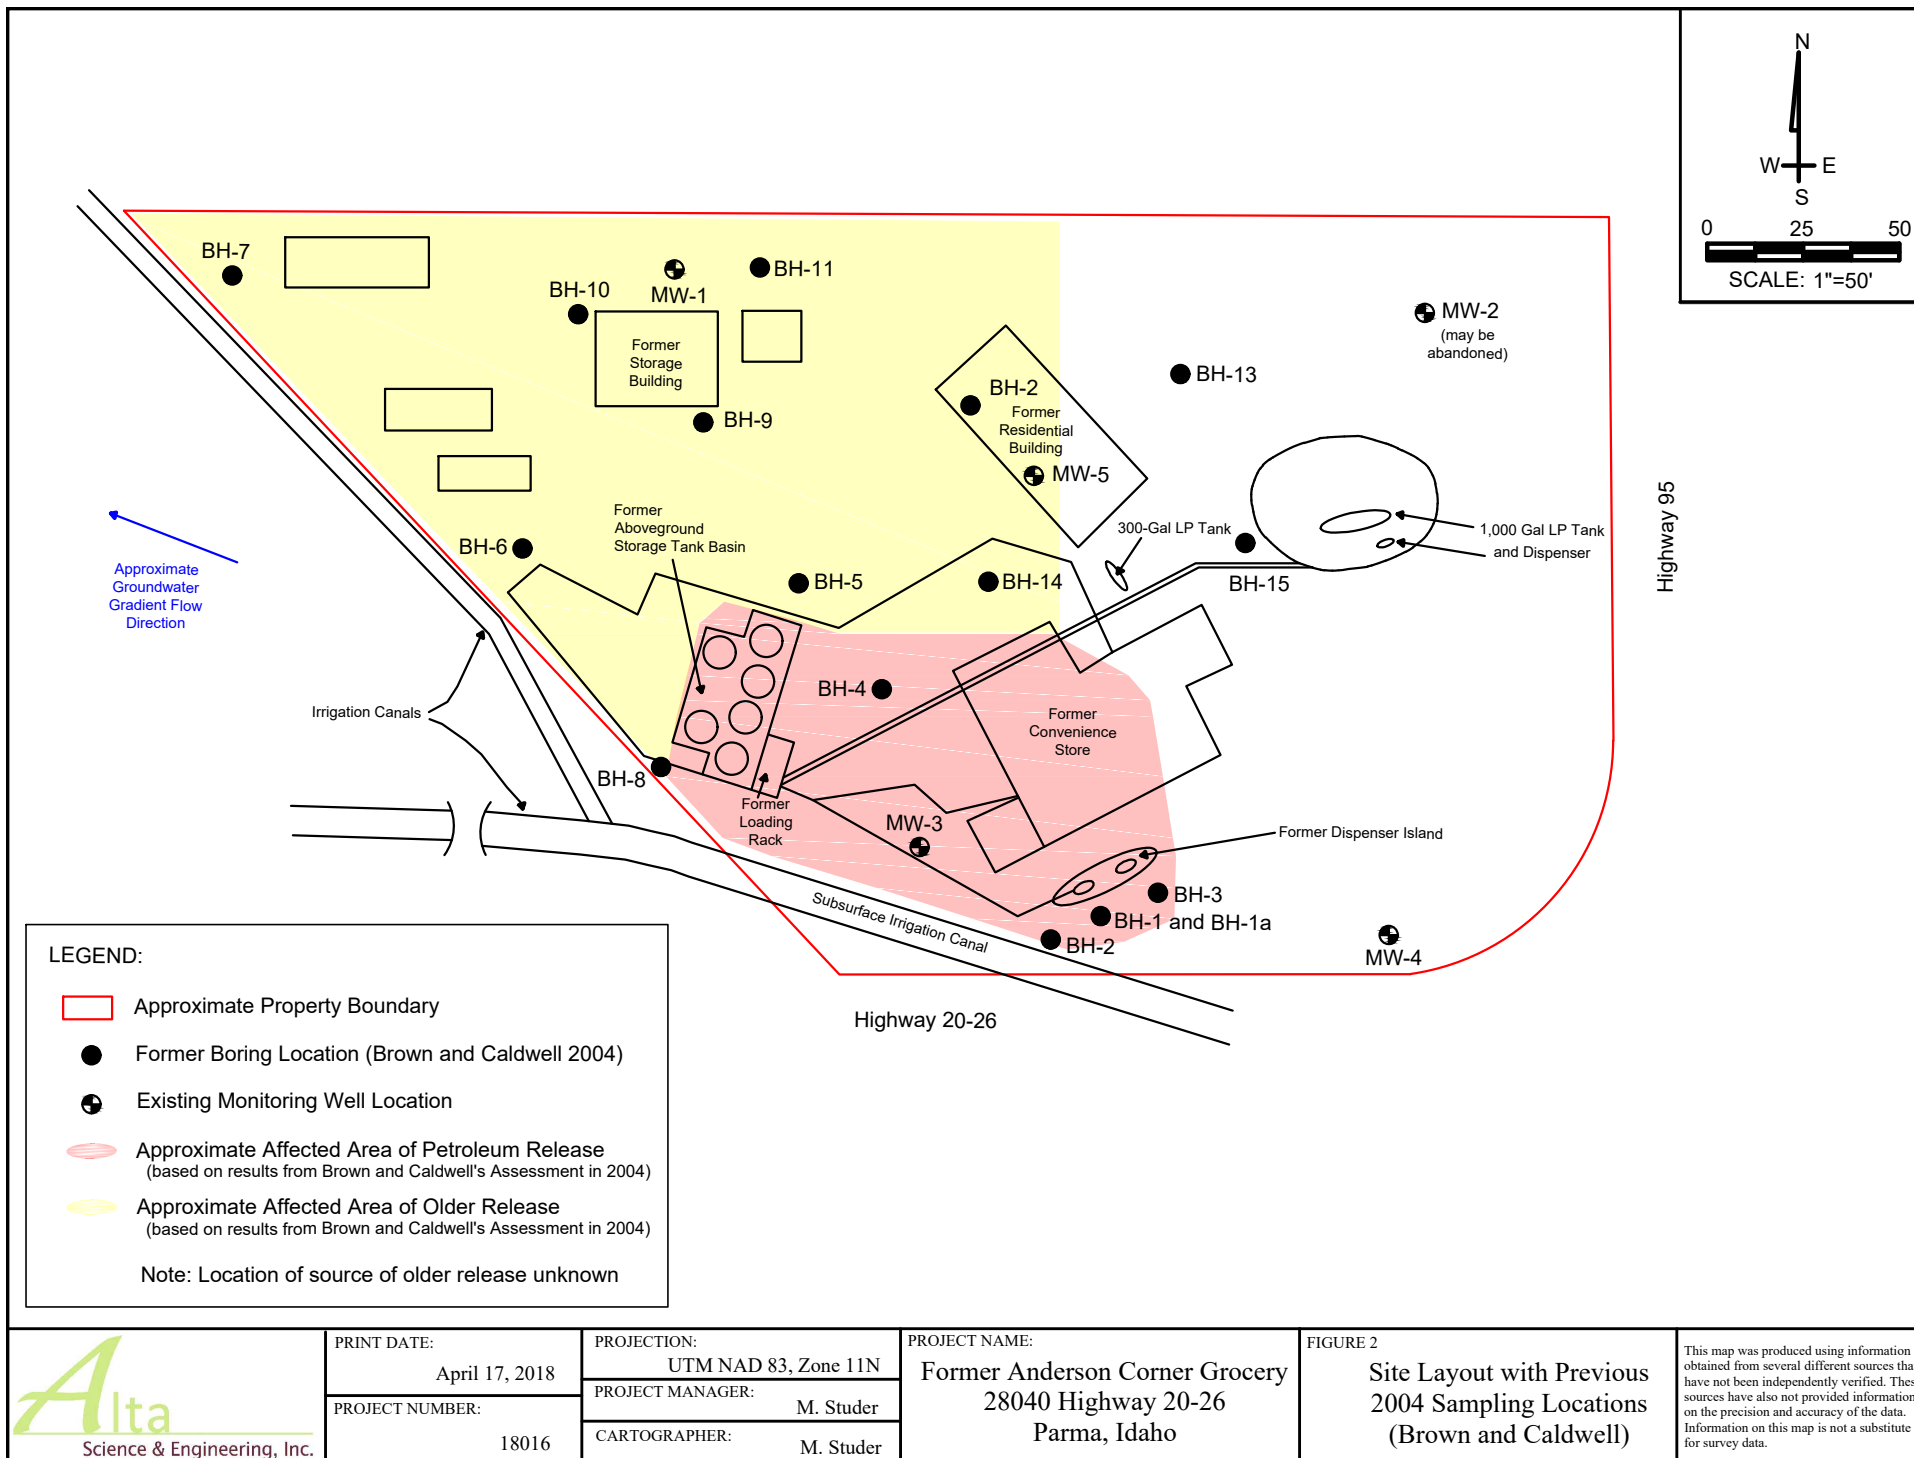 N
W
E
S
0
25
50
SCALE: 1"=50'
BH-7
BH-10
MW-1
BH-11
MW-2
(may be
abandoned)
Former
Storage
Building
BH-13
BH-2
Former
Residential
Building
BH-9
MW-5
Highway 95
Former
Aboveground
Storage Tank Basin
300-Gal LP Tank
1,000 Gal LP Tank
and Dispenser
BH-6
BH-5
BH-14
BH-15
Approximate
Groundwater
Gradient Flow
Direction
BH-4
Irrigation Canals
Former
Convenience
Store
BH-8
Former
Loading
Rack
MW-3
Former Dispenser Island
BH-3
BH-1 and BH-1a
BH-2
Subsurface Irrigation Canal
MW-4
Highway 20-26
LEGEND:
Approximate Property Boundary
Former Boring Location (Brown and Caldwell 2004)
Existing Monitoring Well Location
Approximate Affected Area of Petroleum Release
(based on results from Brown and Caldwell's Assessment in 2004)
Approximate Affected Area of Older Release
(based on results from Brown and Caldwell's Assessment in 2004)
Note: Location of source of older release unknown
Alta
Science & Engineering, Inc.
PRINT DATE:
April 17, 2018
PROJECT NUMBER:
18016
PROJECTION:
UTM NAD 83, Zone 11N
PROJECT MANAGER:
M. Studer
CARTOGRAPHER:
M. Studer
PROJECT NAME:
Former Anderson Corner Grocery
28040 Highway 20-26
Parma, Idaho
FIGURE 2
Site Layout with Previous
2004 Sampling Locations
(Brown and Caldwell)
This map was produced using information
obtained from several different sources tha
have not been independently verified. Thes
sources have also not provided information
on the precision and accuracy of the data.
Information on this map is not a substitute
for survey data.